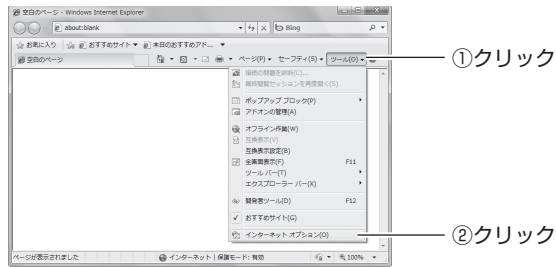 空白のページ - Windows Internet Explorer
about:blank
Bing
お気に入り
おすすめサイト
本日のおすすめアド...
空白のページ
ページ(P) セーフティ(S) ツール(O)
①クリック
接続の問題を診断(C)...
最終閲覧セッションを再度開く(S)
ポップアップ ブロック(P)
アドオンの管理(A)
オフライン作業(W)
互換表示(V)
互換表示設定(B)
全画面表示(F) F11
ツール バー(T)
エクスプローラー バー(X)
開発者ツール(D) F12
おすすめサイト(G)
インターネット オプション(O)
②クリック
ページが表示されました
インターネット | 保護モード: 有効
100%